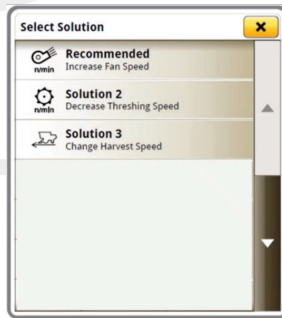 Select Solution
Recommended
n/min Increase Fan Speed
Solution 2
n/min Decrease Threshing Speed
Solution 3
Change Harvest Speed